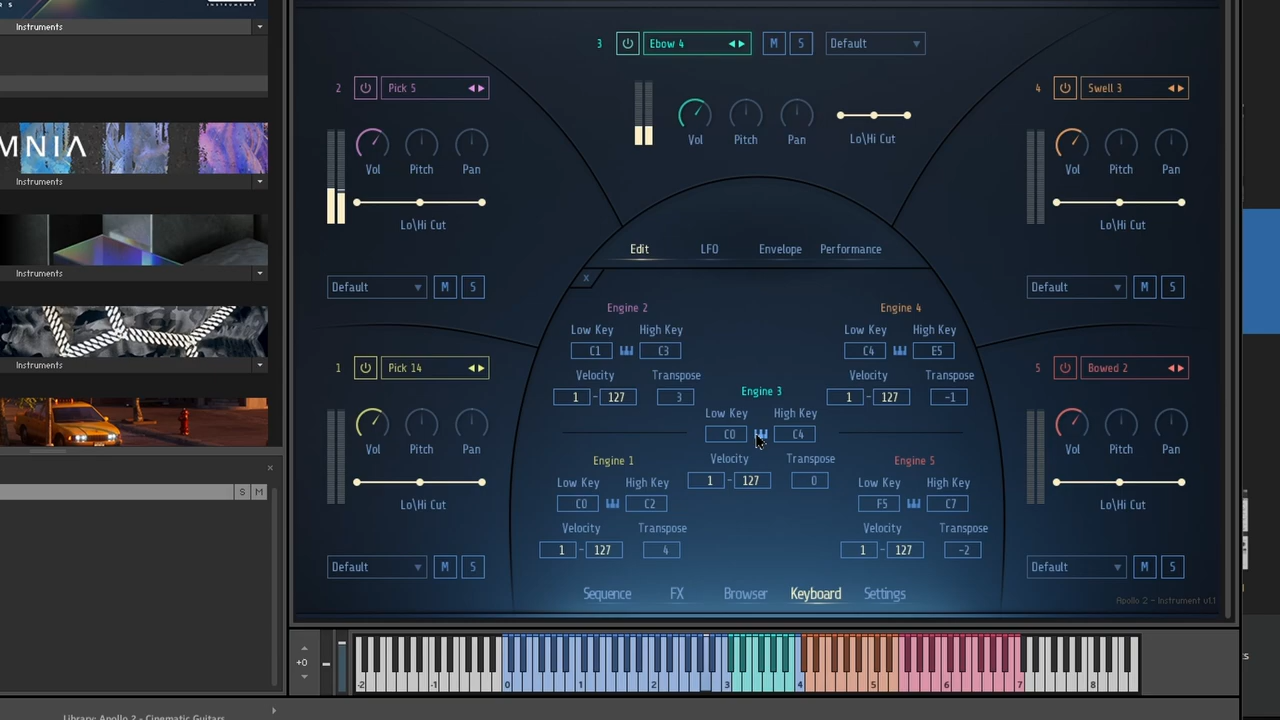 INSTRUMENTS
Instruments
3 Ebow 4 M S Default
2 Pick 5
4 Swell 3
Vol Pitch Pan Lo\Hi Cut
Vol Pitch Pan
Vol Pitch Pan
MNIA
Instruments
Lo\Hi Cut
Lo\Hi Cut
Edit LFO Envelope Performance
Instruments
x
Default M S
Default M S
Engine 2
Low Key High Key
C1 C3
Velocity Transpose
1 - 127 3
Engine 4
Low Key High Key
C4 E5
Velocity Transpose
1 - 127 -1
Instruments
1 Pick 14
5 Bowed 2
Engine 3
Low Key High Key
C0 C4
Velocity Transpose
1 - 127 0
Vol Pitch Pan
Vol Pitch Pan
Engine 1
Low Key High Key
C0 C2
Velocity Transpose
1 - 127 4
Engine 5
Low Key High Key
F5 C7
Velocity Transpose
1 - 127 -2
x
S M
Lo\Hi Cut
Lo\Hi Cut
Default M S
Default M S
Sequence FX Browser Keyboard Settings
Apollo 2 - Instrument v1.1
+0
-2 -1 0 1 2 3 4 5 6 7 8
Library: Apollo 2 - Cinematic Guitars